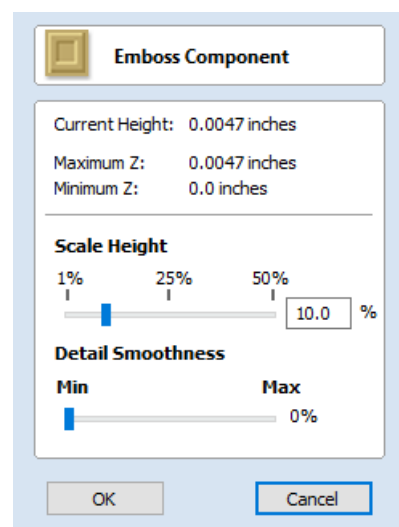 Emboss Component
Current Height: 0.0047 inches
Maximum Z: 0.0047 inches
Minimum Z: 0.0 inches
Scale Height
1% 25% 50%
10.0 %
Detail Smoothness
Min Max
0%
OK Cancel